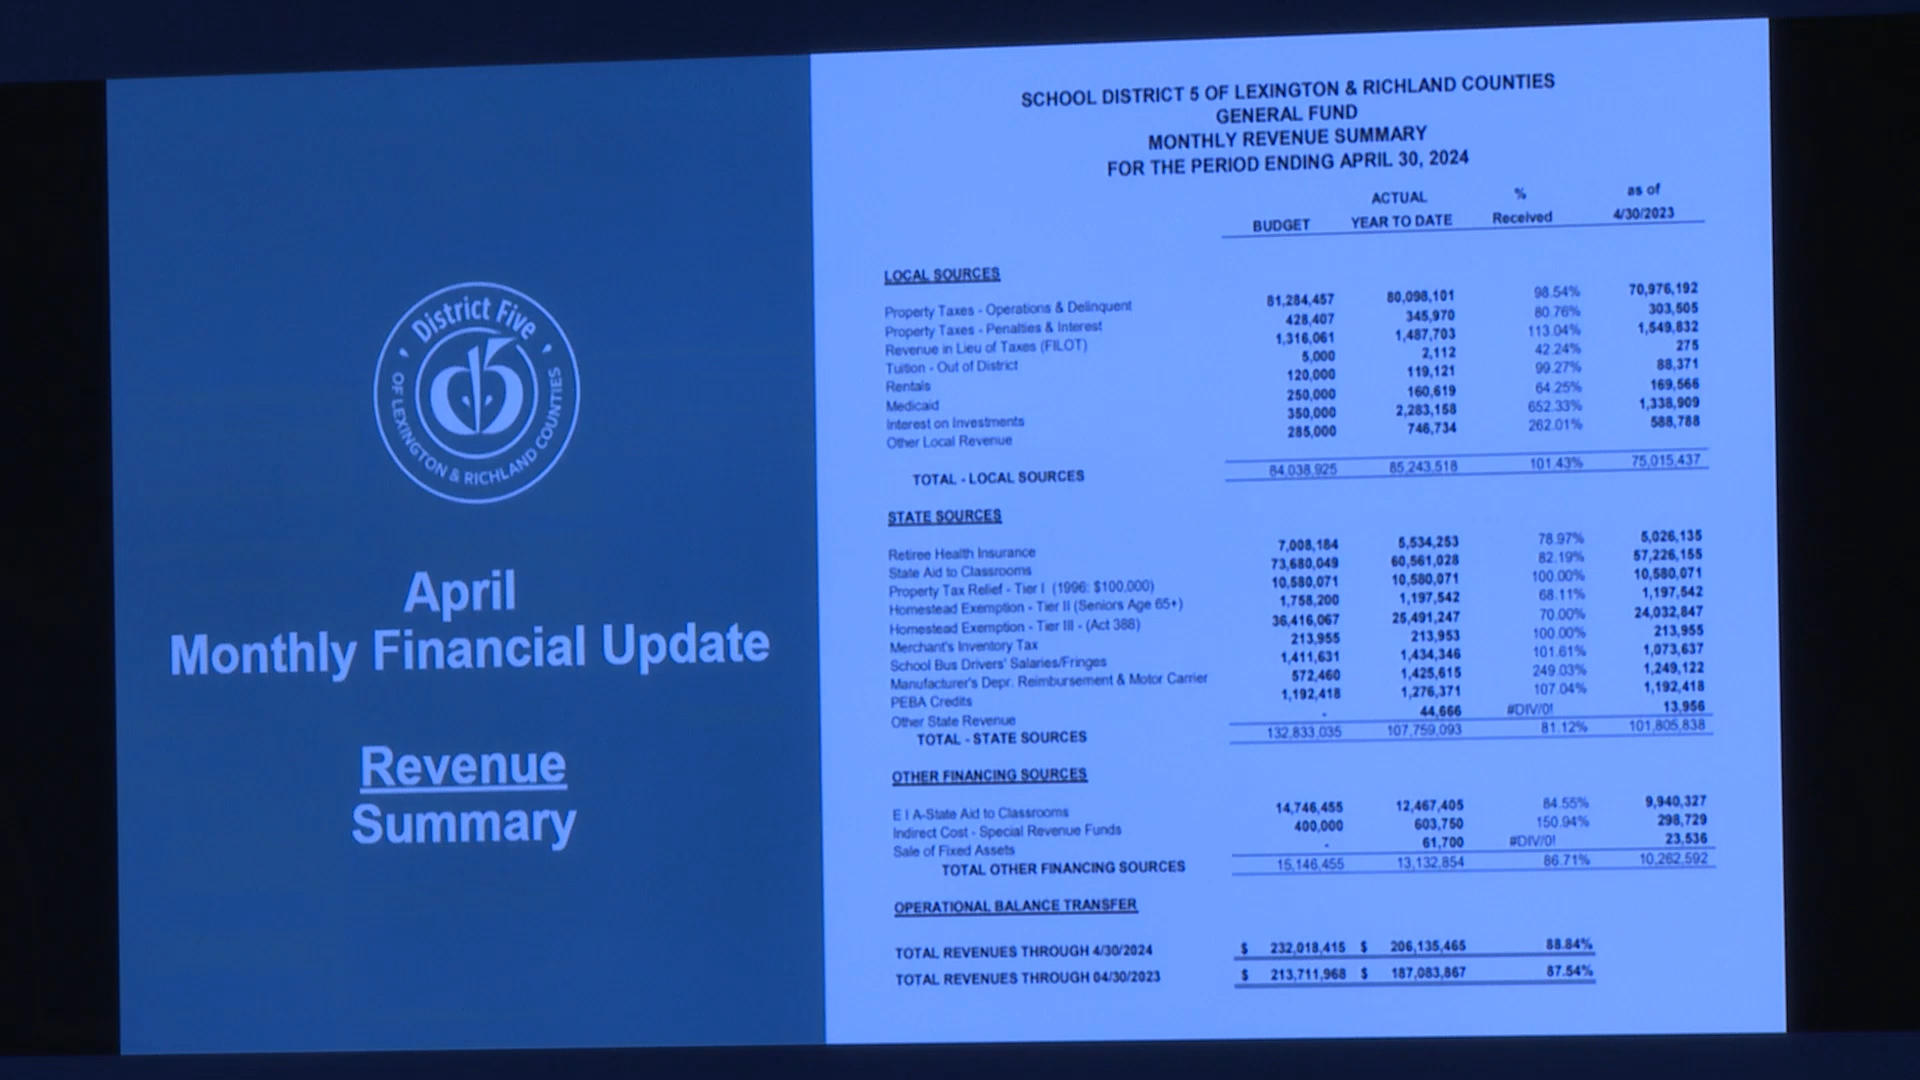 District Five
OF LEXINGTON & RICHLAND COUNTIES
April
Monthly Financial Update
Revenue
Summary
SCHOOL DISTRICT 5 OF LEXINGTON & RICHLAND COUNTIES
GENERAL FUND
MONTHLY REVENUE SUMMARY
FOR THE PERIOD ENDING APRIL 30, 2024
ACTUAL % as of
BUDGET YEAR TO DATE Received 4/30/2023
LOCAL SOURCES
Property Taxes - Operations & Delinquent 81,284,457 80,098,101 98.54% 70,976,192
Property Taxes - Penalties & Interest 428,407 345,970 80.76% 303,505
Revenue in Lieu of Taxes (FILOT) 1,316,061 1,487,703 113.04% 1,549,832
Tuition - Out of District 5,000 2,112 42.24% 275
Rentals 120,000 119,121 99.27% 88,371
Medicaid 250,000 160,619 64.25% 169,566
Interest on Investments 350,000 2,283,158 652.33% 1,338,909
Other Local Revenue 285,000 746,734 262.01% 588,788
TOTAL - LOCAL SOURCES 84,038,925 85,243,518 101.43% 75,015,437
STATE SOURCES
Retiree Health Insurance 7,008,184 5,534,253 78.97% 5,026,135
State Aid to Classrooms 73,680,049 60,561,028 82.19% 57,226,155
Property Tax Relief - Tier I (1996: $100,000) 10,580,071 10,580,071 100.00% 10,580,071
Homestead Exemption - Tier II (Seniors Age 65+) 1,758,200 1,197,542 68.11% 1,197,542
Homestead Exemption - Tier III - (Act 388) 36,416,067 25,491,247 70.00% 24,032,847
Merchant's Inventory Tax 213,955 213,953 100.00% 213,955
School Bus Drivers' Salaries/Fringes 1,411,631 1,434,346 101.61% 1,073,637
Manufacturer's Depr. Reimbursement & Motor Carrier 572,460 1,425,615 249.03% 1,249,122
PEBA Credits 1,192,418 1,276,371 107.04% 1,192,418
Other State Revenue - 44,666 #DIV/0! 13,956
TOTAL - STATE SOURCES 132,833,035 107,759,093 81.12% 101,805,838
OTHER FINANCING SOURCES
E I A-State Aid to Classrooms 14,746,455 12,467,405 84.55% 9,940,327
Indirect Cost - Special Revenue Funds 400,000 603,750 150.94% 298,729
Sale of Fixed Assets - 61,700 #DIV/0! 23,536
TOTAL OTHER FINANCING SOURCES 15,146,455 13,132,854 86.71% 10,262,592
OPERATIONAL BALANCE TRANSFER
TOTAL REVENUES THROUGH 4/30/2024 $ 232,018,415 $ 206,135,465 88.84%
TOTAL REVENUES THROUGH 04/30/2023 $ 213,711,968 $ 187,083,867 87.54%